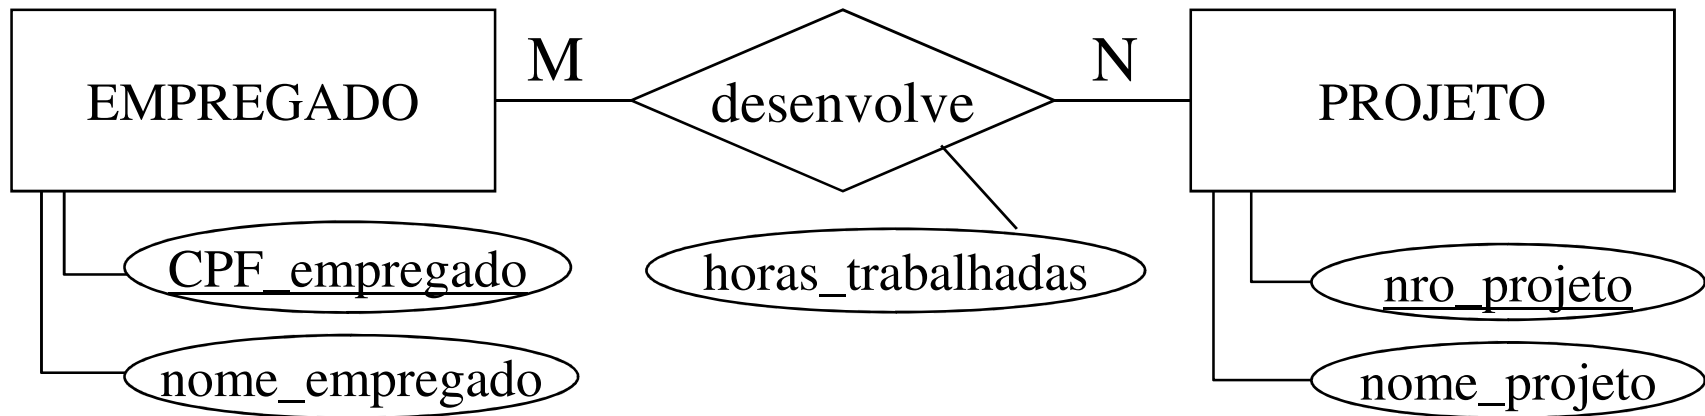 EMPREGADO
M
desenvolve
N
PROJETO
CPF_empregado
nome_empregado
horas_trabalhadas
nro_projeto
nome_projeto